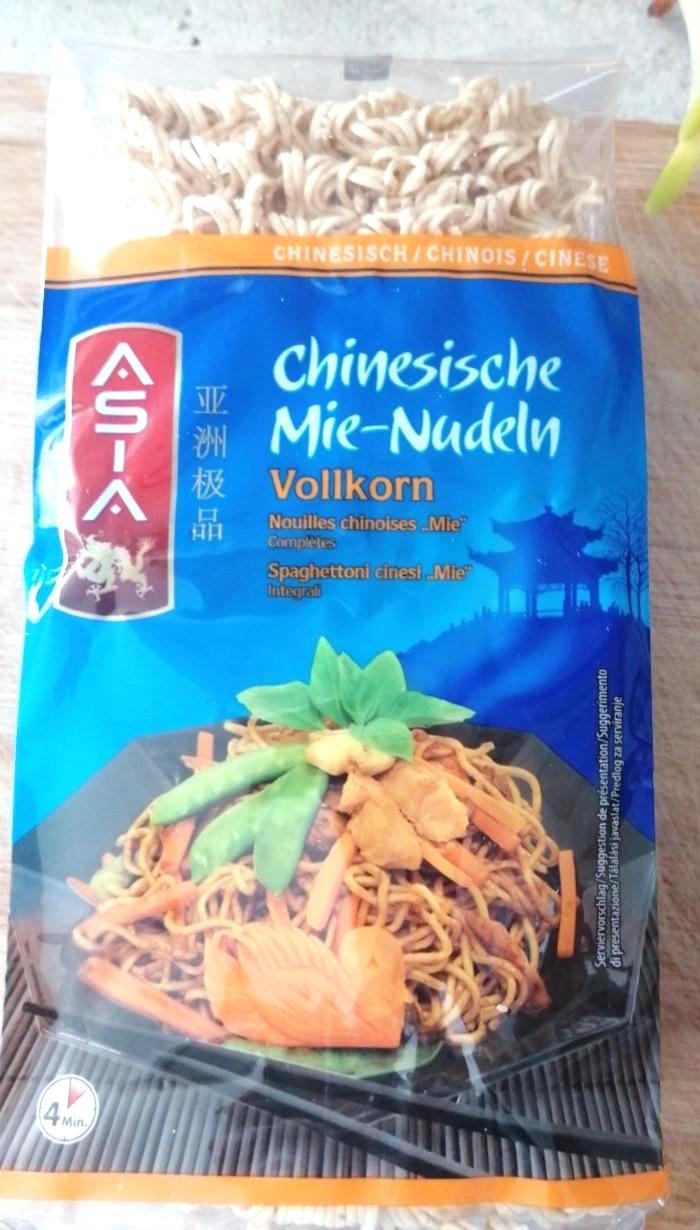 CHINESISCH / CHINOIS / CINESE
ASIA
亚洲极品
Chinesische
Mie-Nudeln
Vollkorn
Nouilles chinoises „Mie“
Complètes
Spaghettoni cinesi „Mie“
Integrali
Serviervorschlag/Suggestion de présentation/Suggerimento
di presentazione/Tálalási javaslat/Predlog za serviranje
4 Min.